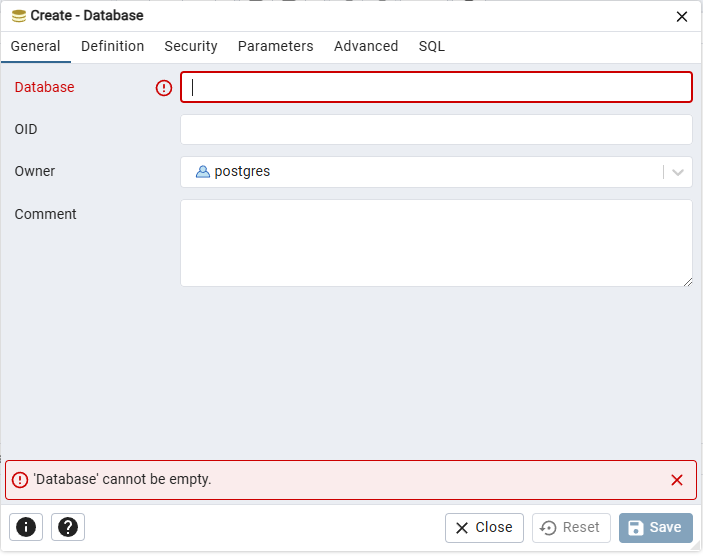 Create - Database
General Definition Security Parameters Advanced SQL
Database
OID
Owner postgres
Comment
'Database' cannot be empty.
Close Reset Save